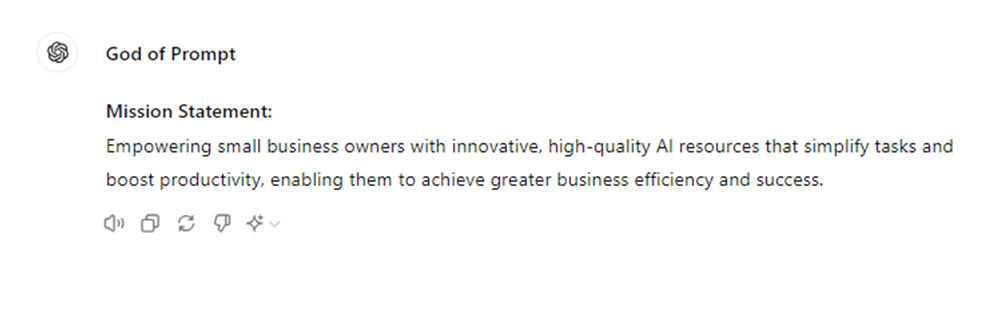 God of Prompt
Mission Statement:
Empowering small business owners with innovative, high-quality AI resources that simplify tasks and
boost productivity, enabling them to achieve greater business efficiency and success.